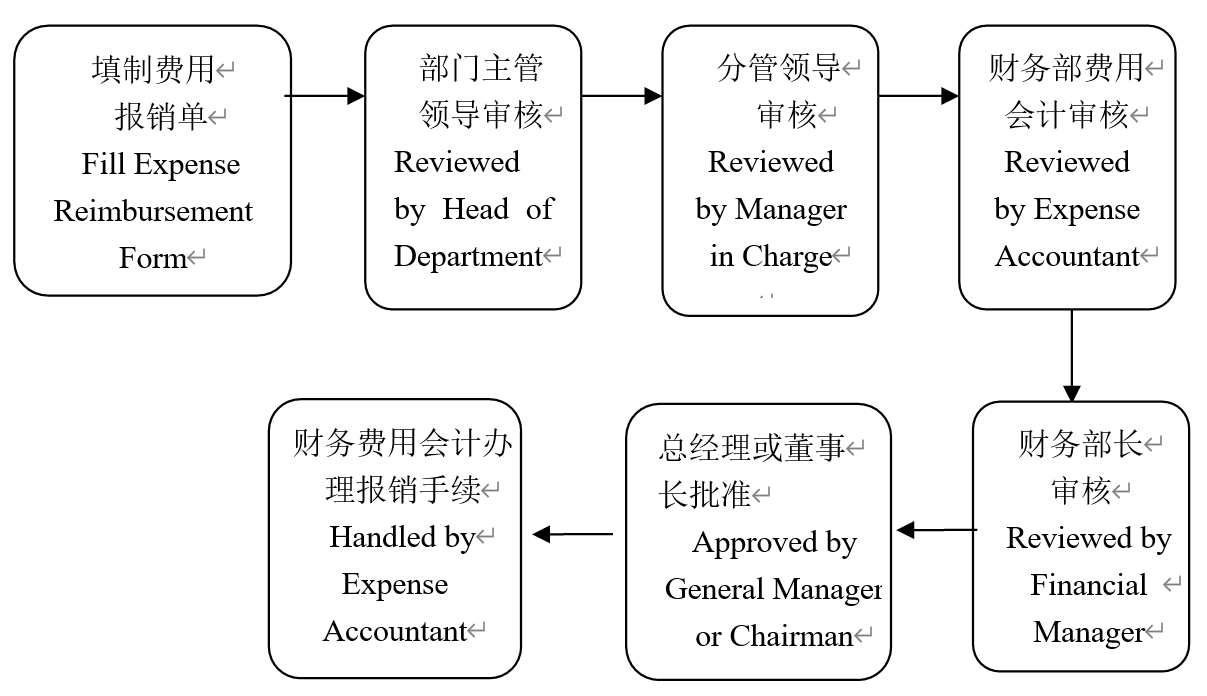 填制费用
报销单
Fill Expense
Reimbursement
Form
部门主管
领导审核
Reviewed
by Head of
Department
分管领导
审核
Reviewed
by Manager
in Charge
财务部费用
会计审核
Reviewed
by Expense
Accountant
财务部长
审核
Reviewed by
Financial
Manager
总经理或董事
长批准
Approved by
General Manager
or Chairman
财务费用会计办
理报销手续
Handled by
Expense
Accountant